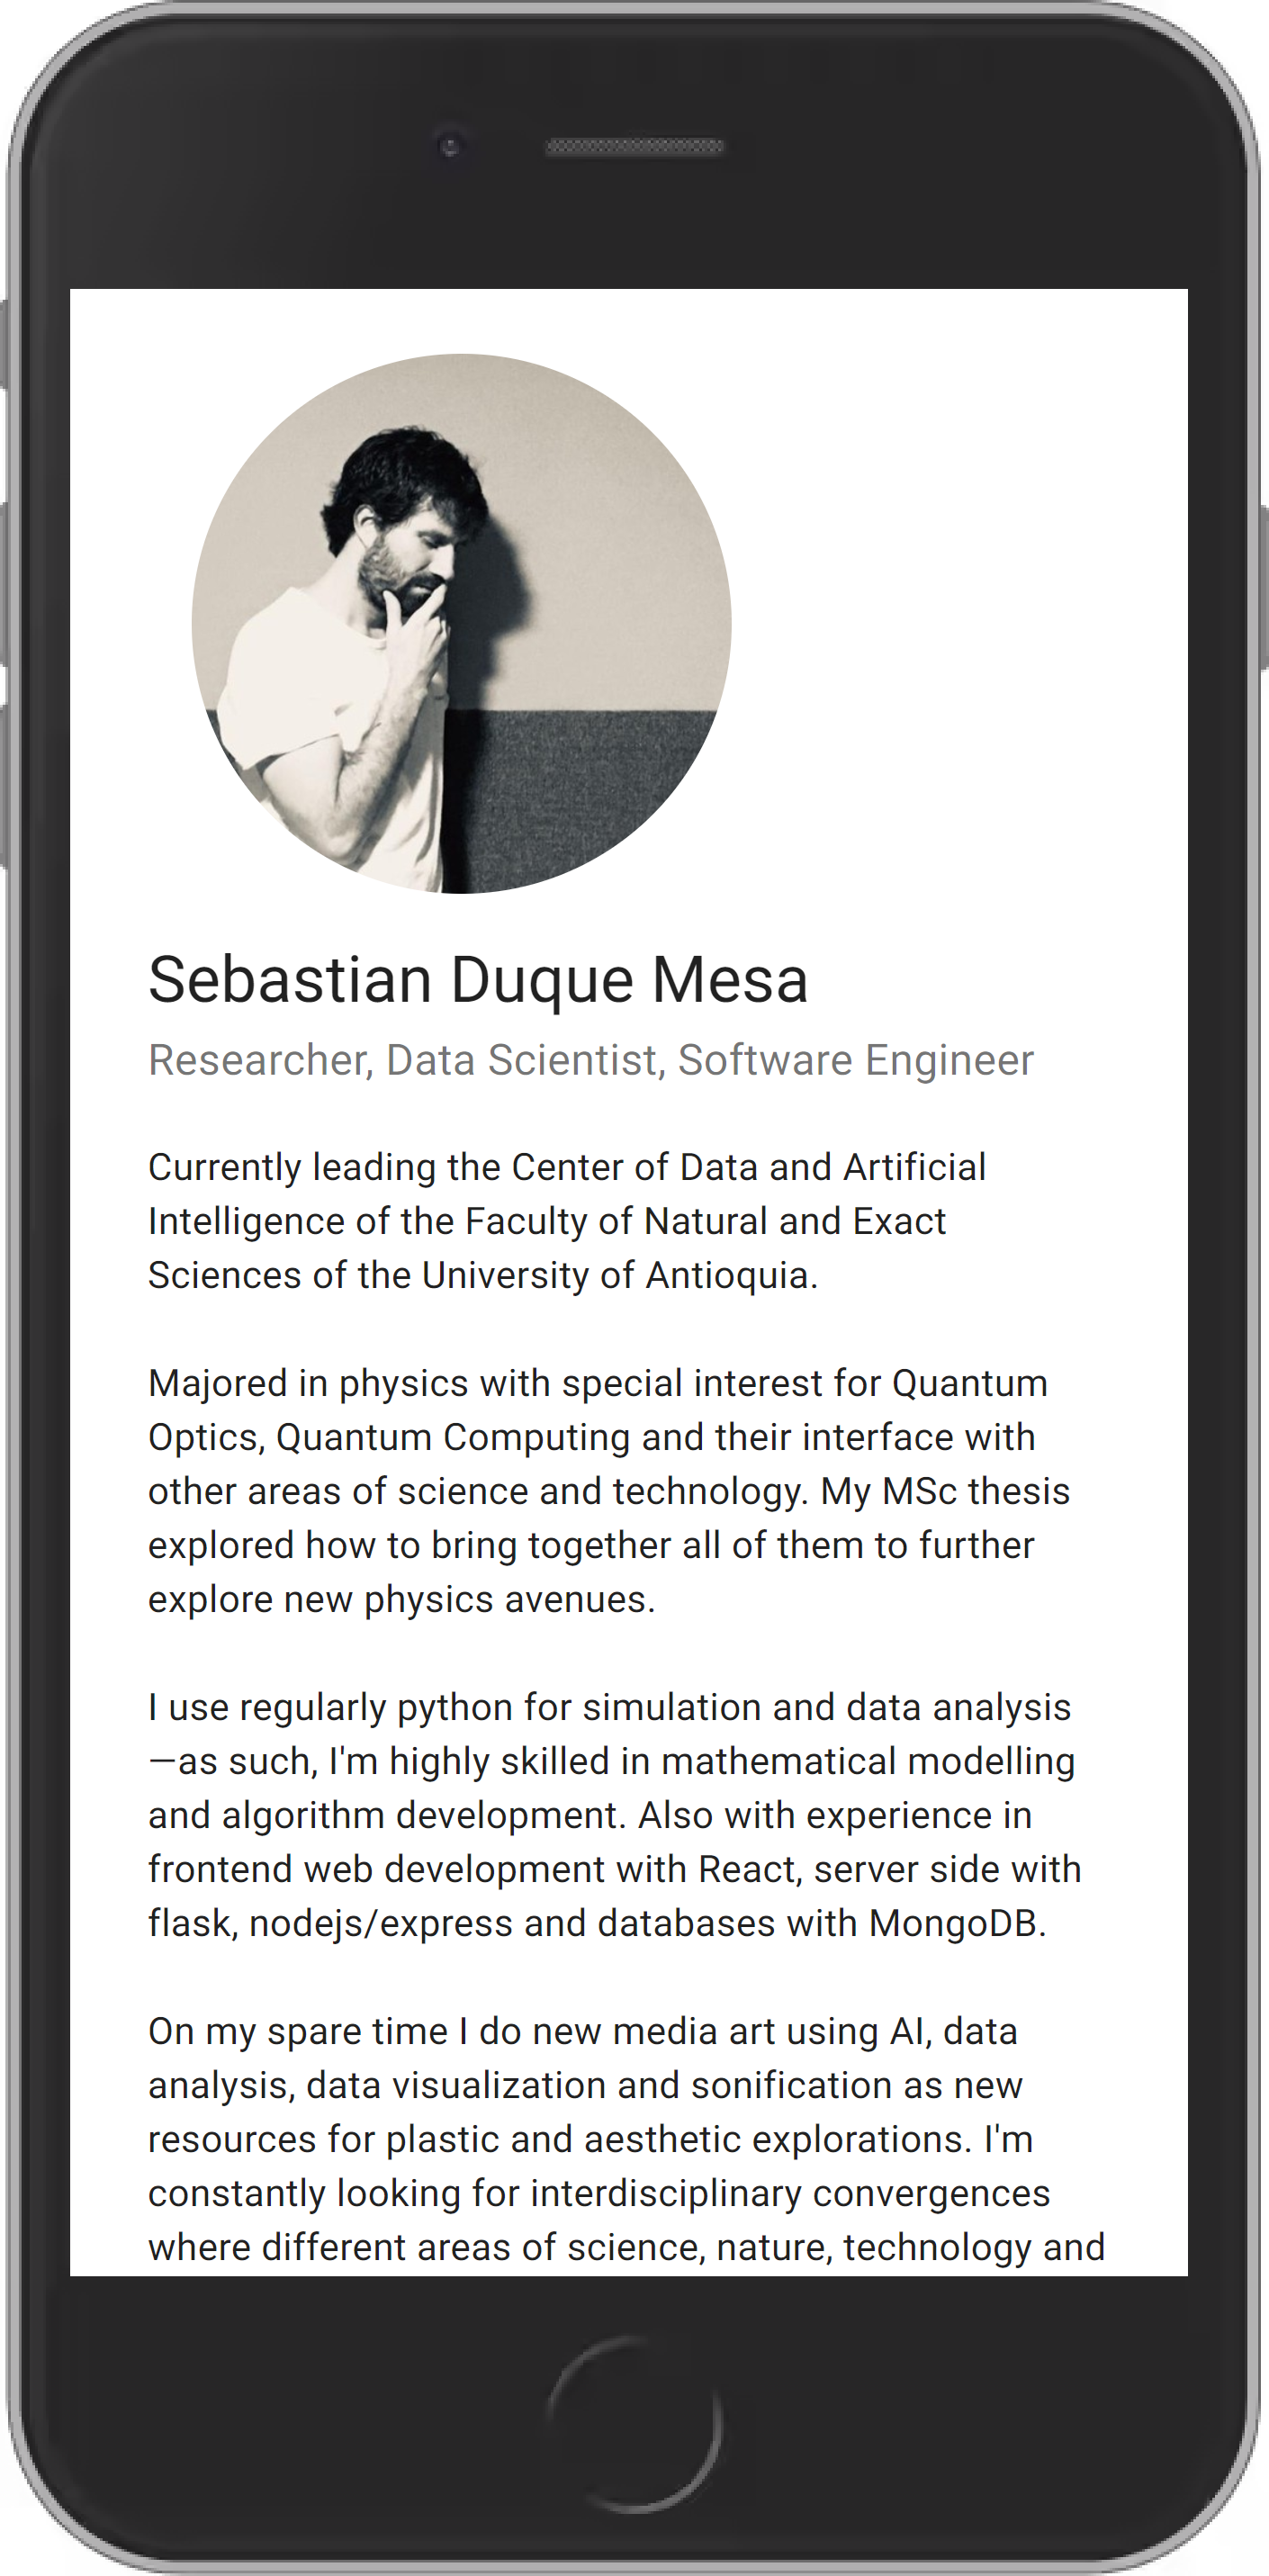 Sebastian Duque Mesa
Researcher, Data Scientist, Software Engineer
Currently leading the Center of Data and Artificial
Intelligence of the Faculty of Natural and Exact
Sciences of the University of Antioquia.
Majored in physics with special interest for Quantum
Optics, Quantum Computing and their interface with
other areas of science and technology. My MSc thesis
explored how to bring together all of them to further
explore new physics avenues.
I use regularly python for simulation and data analysis
—as such, I'm highly skilled in mathematical modelling
and algorithm development. Also with experience in
frontend web development with React, server side with
flask, nodejs/express and databases with MongoDB.
On my spare time I do new media art using AI, data
analysis, data visualization and sonification as new
resources for plastic and aesthetic explorations. I'm
constantly looking for interdisciplinary convergences
where different areas of science, nature, technology and